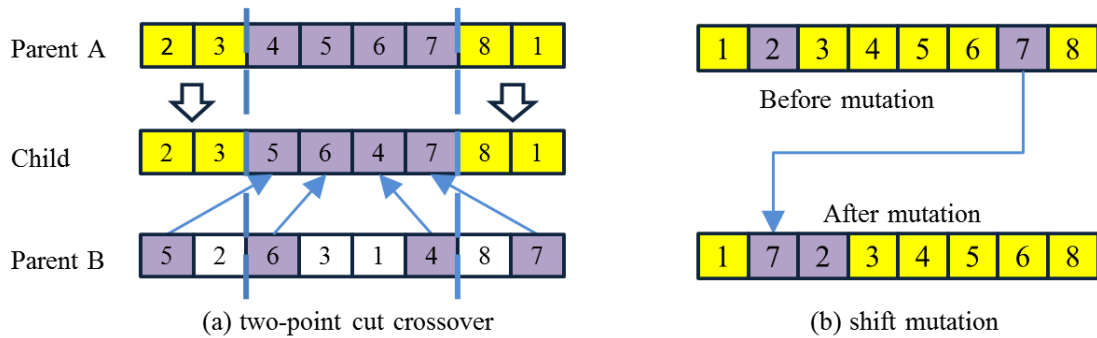 Parent A 2 3 4 5 6 7 8 1
Child 2 3 5 6 4 7 8 1
Parent B 5 2 6 3 1 4 8 7
(a) two-point cut crossover
1 2 3 4 5 6 7 8
Before mutation
After mutation
1 7 2 3 4 5 6 8
(b) shift mutation